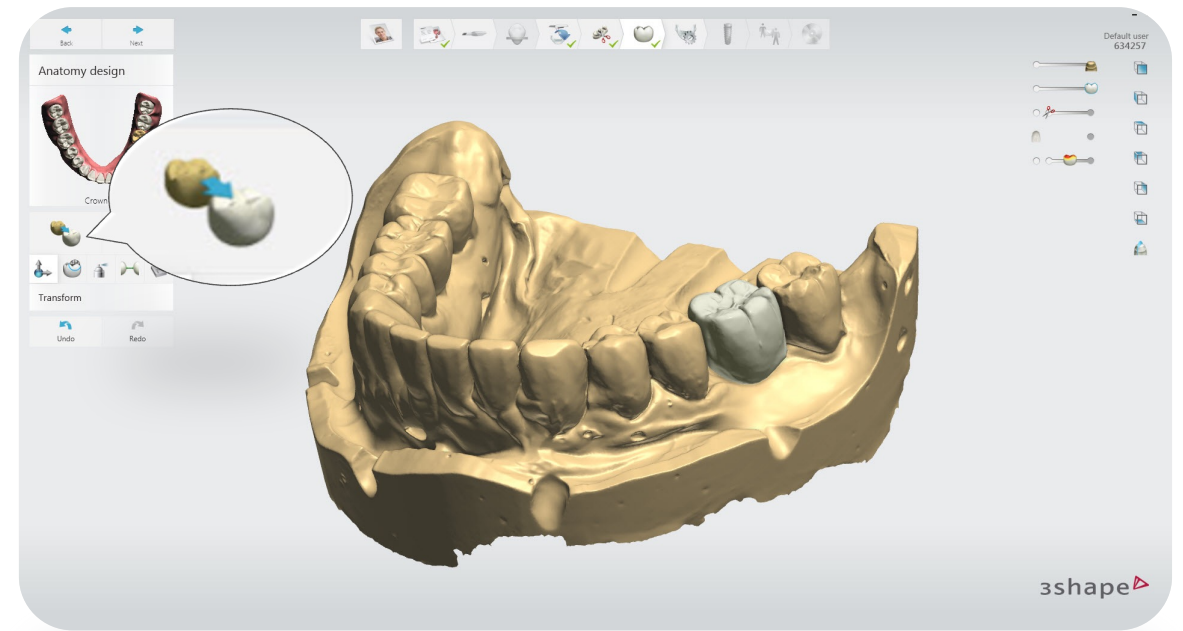 Back
Next
Default user
634257
Anatomy design
Crown
Transform
Undo
Redo
3shape